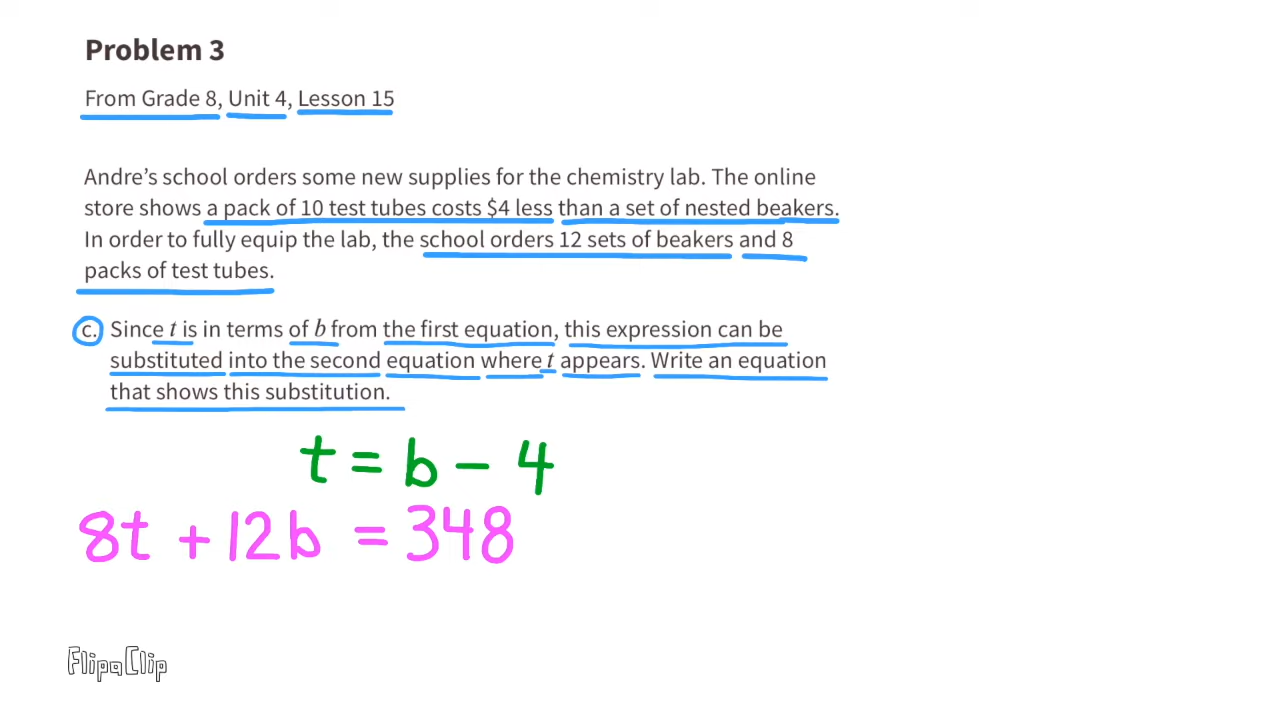 Problem 3
From Grade 8, Unit 4, Lesson 15
Andre’s school orders some new supplies for the chemistry lab. The online
store shows a pack of 10 test tubes costs $4 less than a set of nested beakers.
In order to fully equip the lab, the school orders 12 sets of beakers and 8
packs of test tubes.
c. Since t is in terms of b from the first equation, this expression can be
substituted into the second equation where t appears. Write an equation
that shows this substitution.
t = b - 4
8t + 12b = 348
FlipaClip